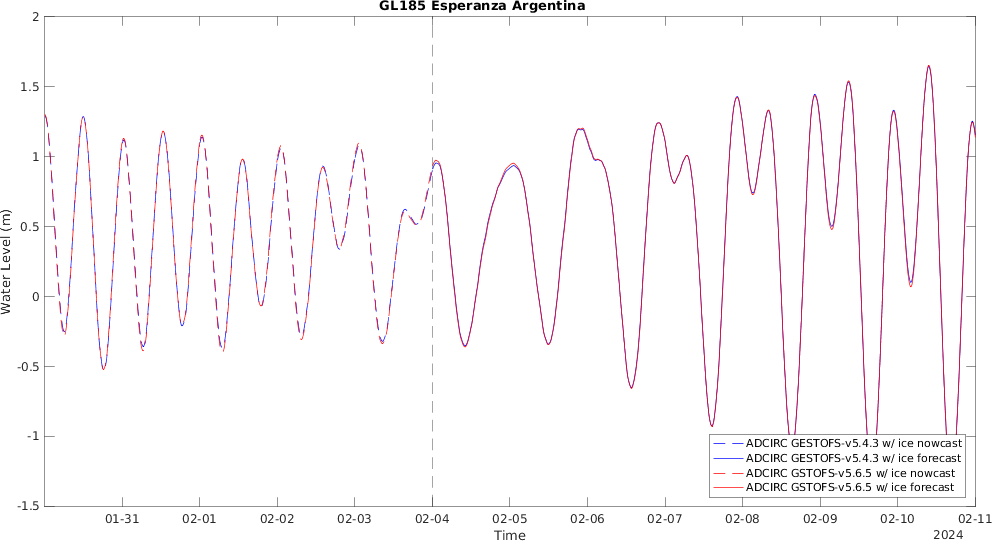 GL185 Esperanza Argentina
2
1.5
1
0.5
0
-0.5
-1
-1.5
Water Level (m)
ADCIRC GESTOFS-v5.4.3 w/ ice nowcast
ADCIRC GESTOFS-v5.4.3 w/ ice forecast
ADCIRC GSTOFS-v5.6.5 w/ ice nowcast
ADCIRC GSTOFS-v5.6.5 w/ ice forecast
01-31 02-01 02-02 02-03 02-04 02-05 02-06 02-07 02-08 02-09 02-10 02-11
Time
2024